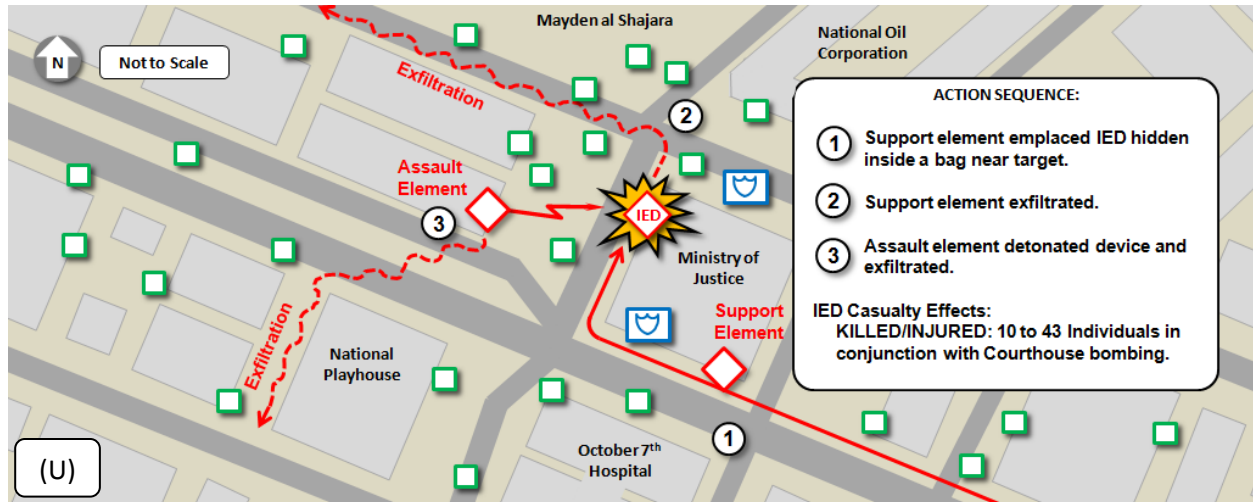 N
Not to Scale
Mayden al Shajara
National Oil
Corporation
Exfiltration
2
ACTION SEQUENCE:
1 Support element emplaced IED hidden
inside a bag near target.
2 Support element exfiltrated.
3 Assault element detonated device and
exfiltrated.
IED Casualty Effects:
KILLED/INJURED: 10 to 43 Individuals in
conjunction with Courthouse bombing.
Assault
Element
3
IED
Ministry of
Justice
Support
Element
Exfiltration
National
Playhouse
1
October 7th
Hospital
(U)